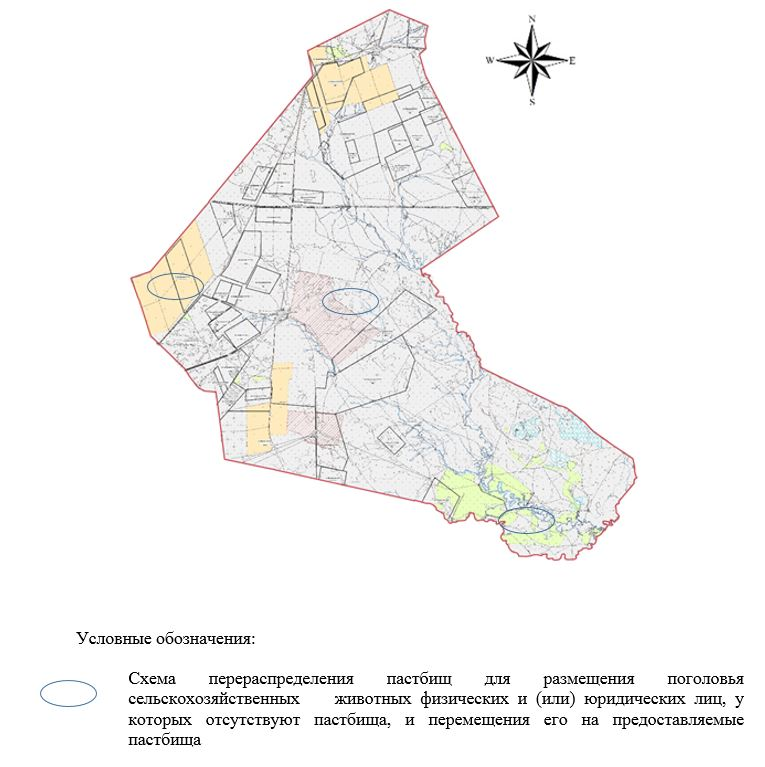 N
W E
S
Условные обозначения:
Схема перераспределения пастбищ для размещения поголовья
сельскохозяйственных животных физических и (или) юридических лиц, у
которых отсутствуют пастбища, и перемещения его на предоставляемые
пастбища